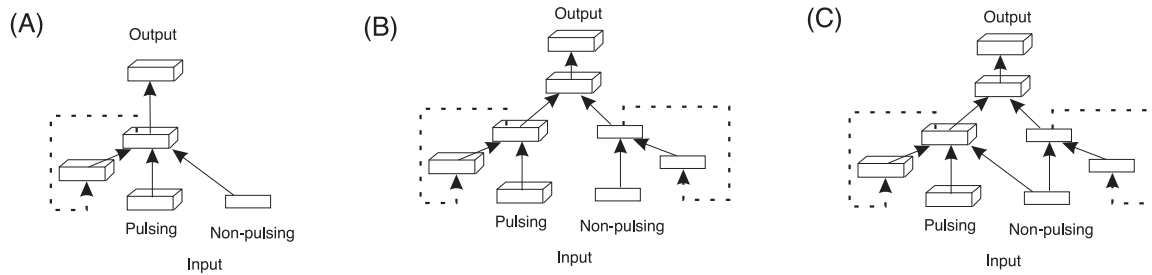 (A)
Output
Pulsing
Non-pulsing
Input
(B)
Output
Pulsing
Non-pulsing
Input
(C)
Output
Pulsing
Non-pulsing
Input